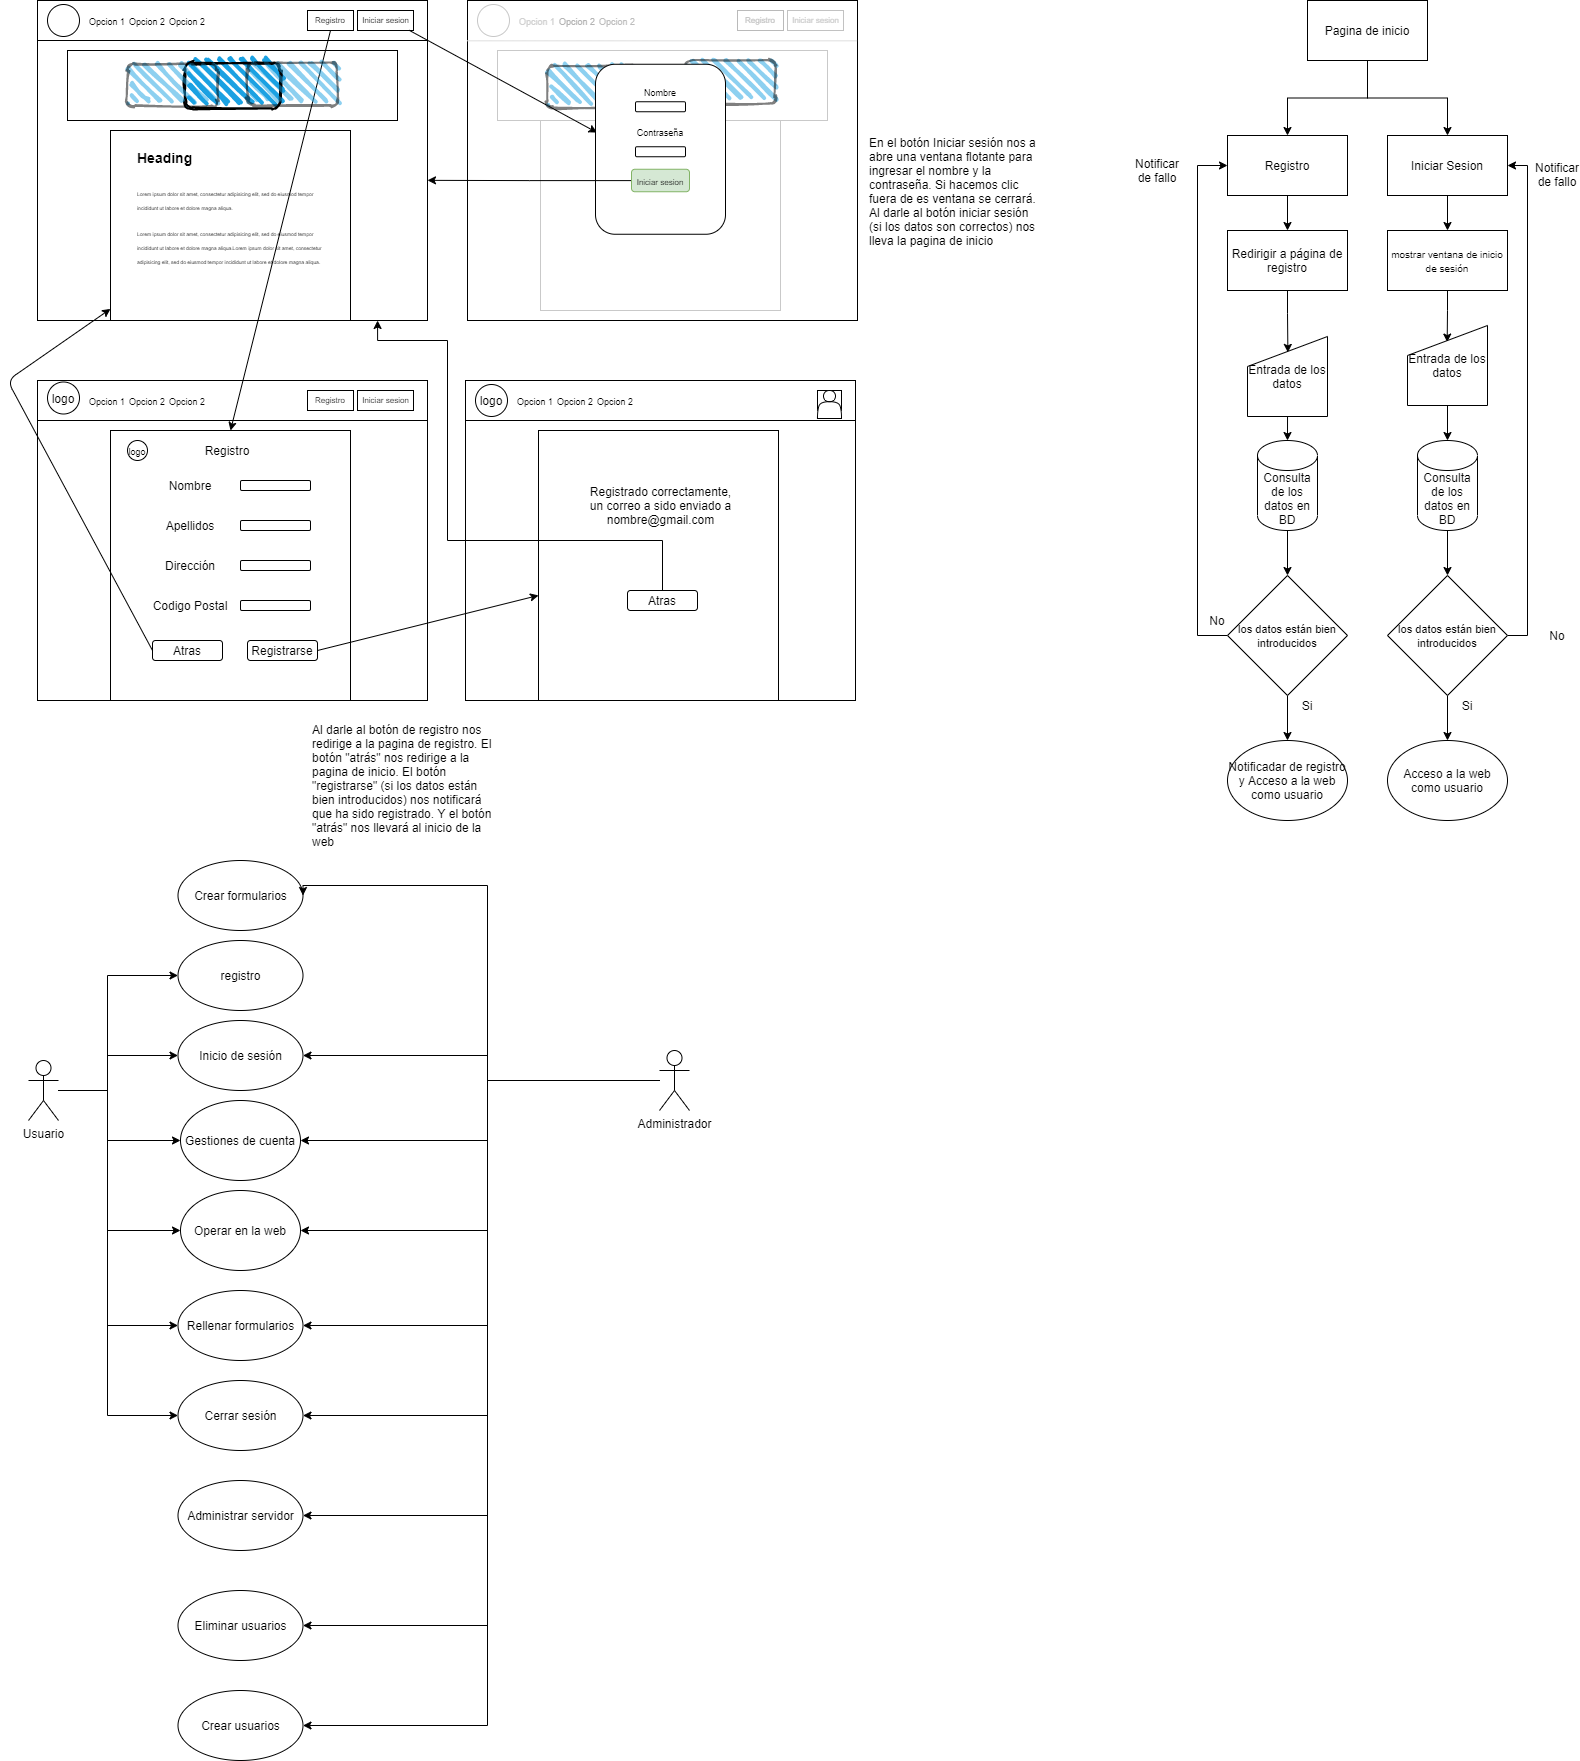 Opcion 1 Opcion 2 Opcion 2
Registro
Iniciar sesion
Heading
Lorem ipsum dolor sit amet, consectetur adipisicing elit, sed do eiusmod tempor
incididunt ut labore et dolore magna aliqua.
Lorem ipsum dolor sit amet, consectetur adipisicing elit, sed do eiusmod tempor
incididunt ut labore et dolore magna aliqua.Lorem ipsum dolor sit amet, consectetur
adipisicing elit, sed do eiusmod tempor incididunt ut labore et dolore magna aliqua.
Opcion 1 Opcion 2 Opcion 2
Registro
Iniciar sesion
Nombre
Contraseña
Iniciar sesion
En el botón Iniciar sesión nos a
abre una ventana flotante para
ingresar el nombre y la
contraseña. Si hacemos clic
fuera de es ventana se cerrará.
Al darle al botón iniciar sesión
(si los datos son correctos) nos
lleva la pagina de inicio
logo
Opcion 1 Opcion 2 Opcion 2
Registro
Iniciar sesion
logo
Registro
Nombre
Apellidos
Dirección
Codigo Postal
Atras
Registrarse
logo
Opcion 1 Opcion 2 Opcion 2
Registrado correctamente,
un correo a sido enviado a
nombre@gmail.com
Atras
Al darle al botón de registro nos
redirige a la pagina de registro. El
botón "atrás" nos redirige a la
pagina de inicio. El botón
"registrarse" (si los datos están
bien introducidos) nos notificará
que ha sido registrado. Y el botón
"atrás" nos llevará al inicio de la
web
Pagina de inicio
Notificar
de fallo
Registro
Iniciar Sesion
Notificar
de fallo
Redirigir a página de
registro
mostrar ventana de inicio
de sesión
Entrada de los
datos
Entrada de los
datos
Consulta
de los
datos en
BD
Consulta
de los
datos en
BD
No
los datos están bien
introducidos
los datos están bien
introducidos
No
Si
Si
Notificadar de registro
y Acceso a la web
como usuario
Acceso a la web
como usuario
Crear formularios
registro
Inicio de sesión
Usuario
Administrador
Gestiones de cuenta
Operar en la web
Rellenar formularios
Cerrar sesión
Administrar servidor
Eliminar usuarios
Crear usuarios